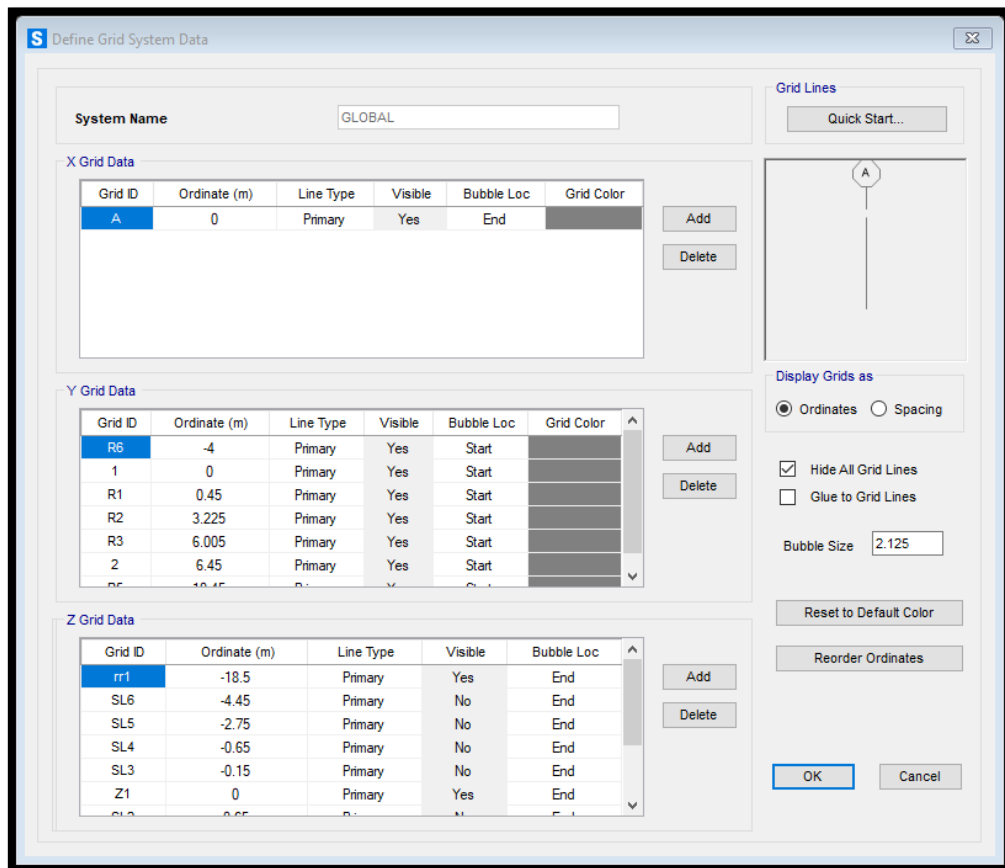 S Define Grid System Data
System Name GLOBAL
Grid Lines
Quick Start...
X Grid Data
Grid ID Ordinate (m) Line Type Visible Bubble Loc Grid Color
A 0 Primary Yes End
Add
Delete
A
Y Grid Data
Grid ID Ordinate (m) Line Type Visible Bubble Loc Grid Color
R6 -4 Primary Yes Start
1 0 Primary Yes Start
R1 0.45 Primary Yes Start
R2 3.225 Primary Yes Start
R3 6.005 Primary Yes Start
2 6.45 Primary Yes Start
Add
Delete
Display Grids as
Ordinates Spacing
Hide All Grid Lines
Glue to Grid Lines
Bubble Size 2.125
Z Grid Data
Grid ID Ordinate (m) Line Type Visible Bubble Loc
rr1 -18.5 Primary Yes End
SL6 -4.45 Primary No End
SL5 -2.75 Primary No End
SL4 -0.65 Primary No End
SL3 -0.15 Primary No End
Z1 0 Primary Yes End
Add
Delete
Reset to Default Color
Reorder Ordinates
OK Cancel